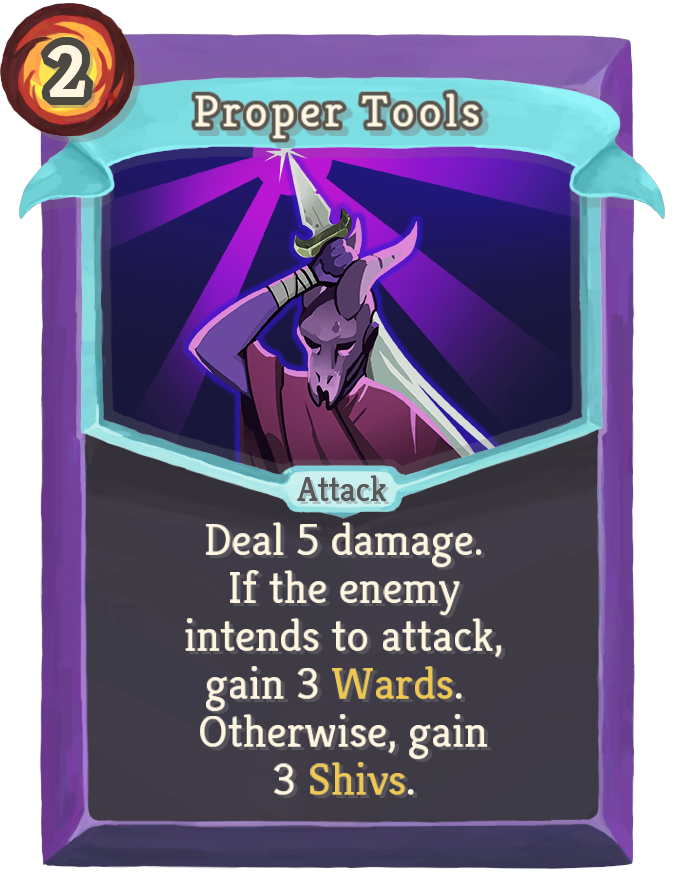 2
Proper Tools
Attack
Deal 5 damage.
If the enemy
intends to attack,
gain 3 Wards.
Otherwise, gain
3 Shivs.